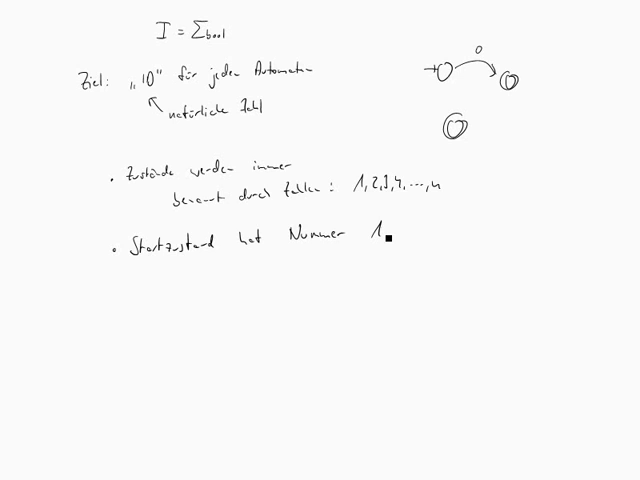 I = Σbool
Ziel: „ID" für jeden Automaten
natürliche Zahl
0
• Zustände werden immer
benannt durch Zahlen: 1,2,3,4,...,n
• Startzustand hat Nummer 1.